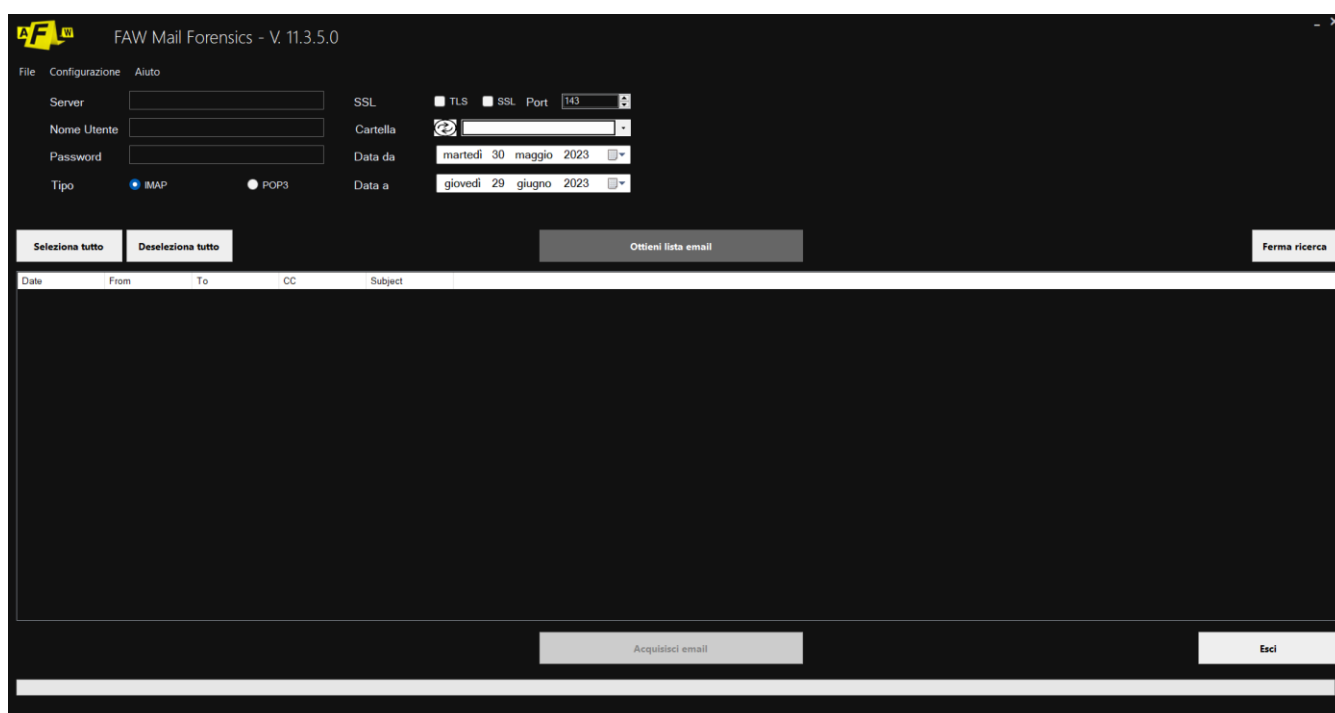 AFW FAW Mail Forensics - V. 11.3.5.0
File Configurazione Aiuto
Server SSL TLS SSL Port 143
Nome Utente Cartella
Password Data da martedì 30 maggio 2023
Tipo IMAP POP3 Data a giovedì 29 giugno 2023
Seleziona tutto Deseleziona tutto Ottieni lista email Ferma ricerca
Date From To CC Subject
Acquisisci email Esci